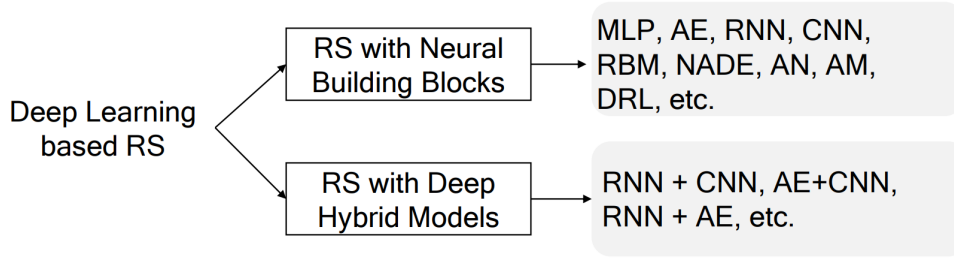 Deep Learning
based RS
RS with Neural
Building Blocks
MLP, AE, RNN, CNN,
RBM, NADE, AN, AM,
DRL, etc.
RS with Deep
Hybrid Models
RNN + CNN, AE+CNN,
RNN + AE, etc.